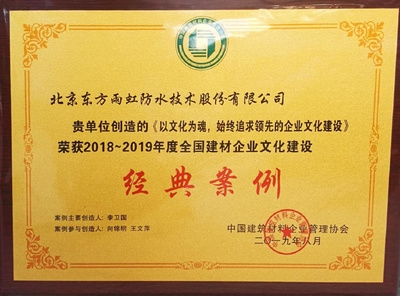 北京东方雨虹防水技术股份有限公司
贵单位创造的《以文化为魂，始终追求领先的企业文化建设》
荣获2018~2019年度全国建材企业文化建设
经典案例
案例主要创造人：李卫国
案例参与创造人：向锦明 王文萍
中国建筑材料企业管理协会
二〇一九年八月